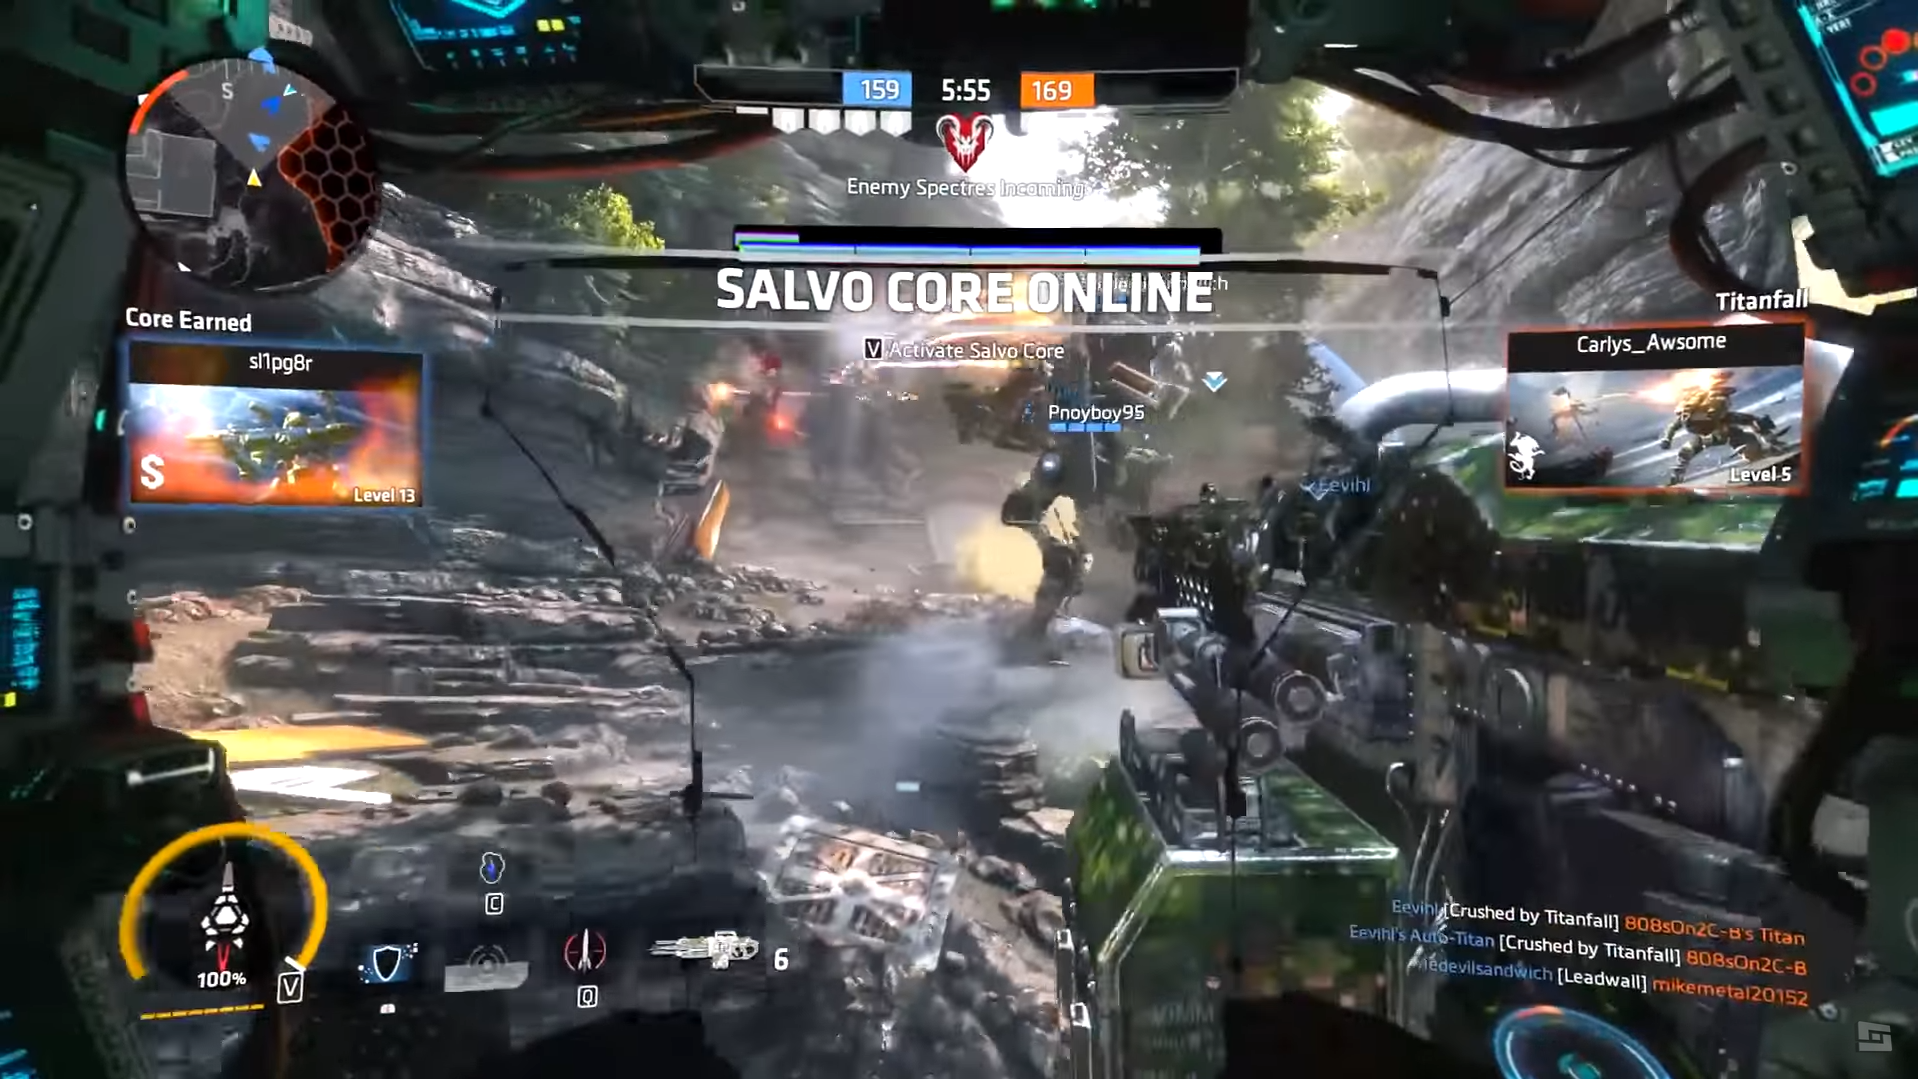 S
159
5:55
169
Enemy Spectres Incoming
SALVO CORE ONLINE
V Activate Salvo Core
Core Earned
sl1pg8r
S
Level 13
Titanfall
Carlys_Awsome
Level 5
Pnoyboy95
Eevihl
C
100%
V
Q
6
Eevihl [Crushed by Titanfall] 808sOn2C-B's Titan
Eevihl's Auto-Titan [Crushed by Titanfall] 808sOn2C-B
iedevilsandwich [Leadwall] mikemetal20152
40MM